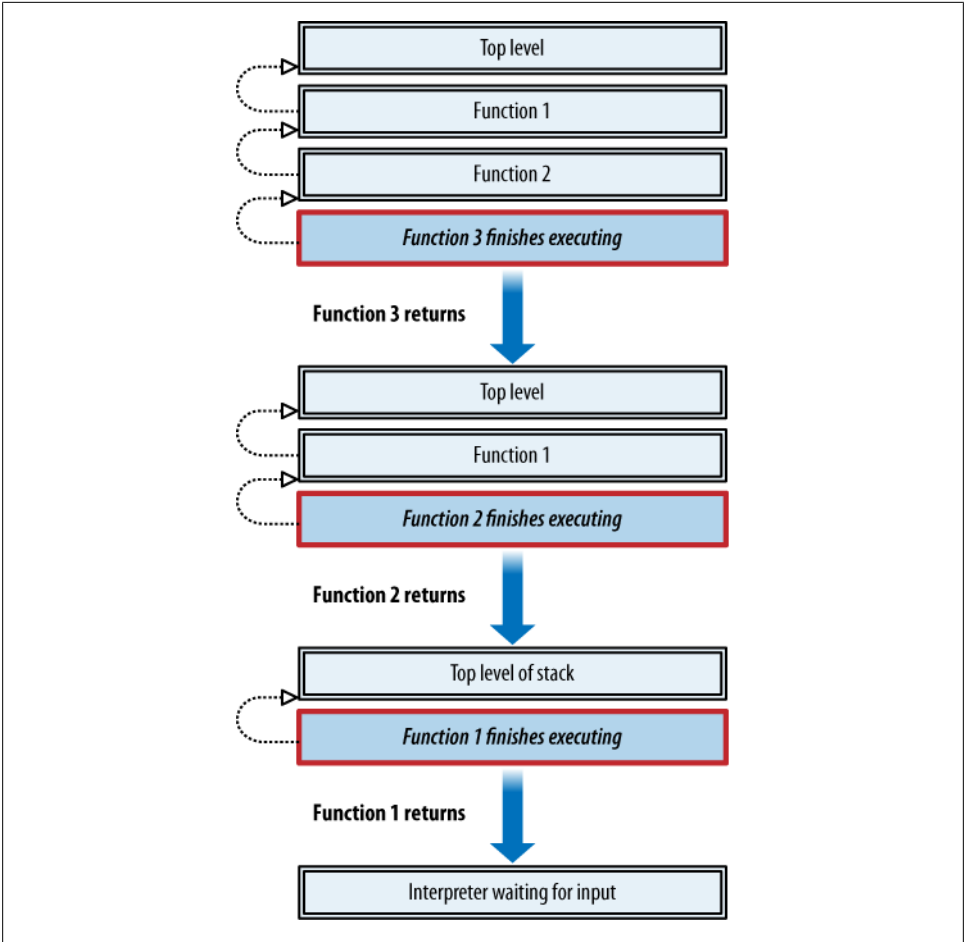 Top level
Function 1
Function 2
Function 3 finishes executing
Function 3 returns
Top level
Function 1
Function 2 finishes executing
Function 2 returns
Top level of stack
Function 1 finishes executing
Function 1 returns
Interpreter waiting for input